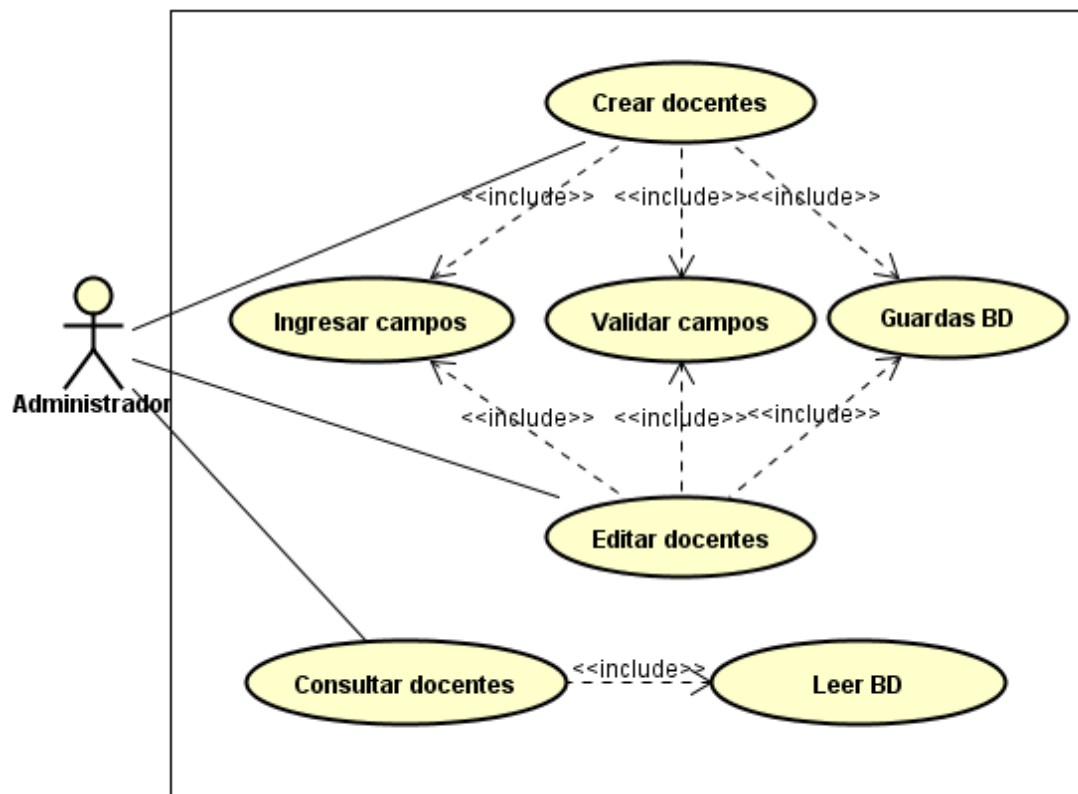 Crear docentes
<<include>> <<include>> <<include>>
Ingresar campos Validar campos Guardas BD
Administrador
<<include>> <<include>> <<include>>
Editar docentes
<<include>>
Consultar docentes Leer BD